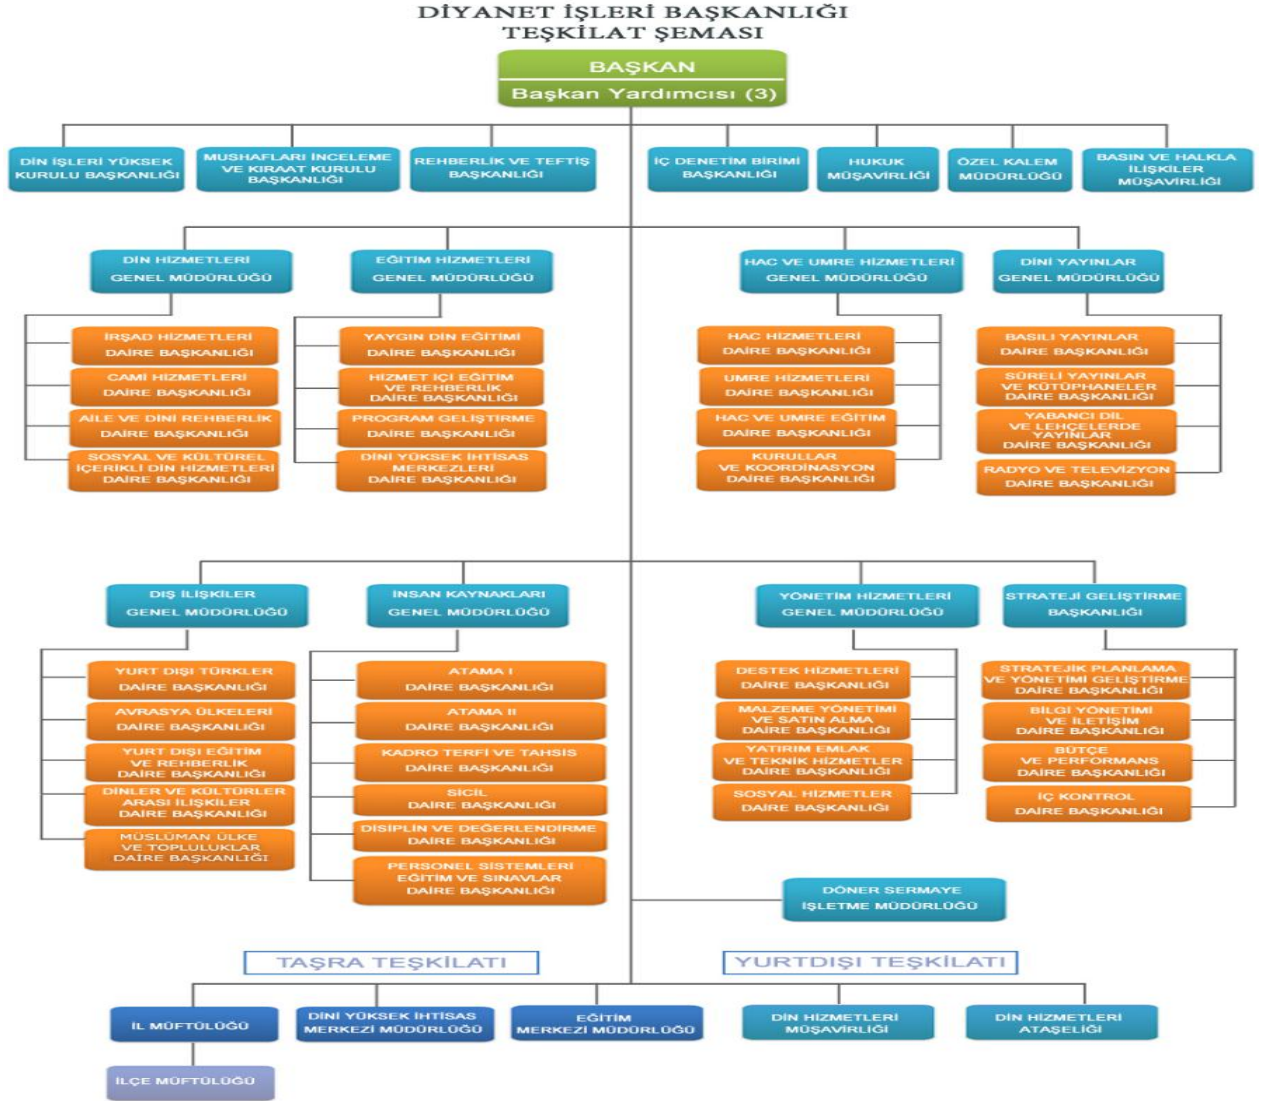 DİYANET İŞLERİ BAŞKANLIĞI
TEŞKİLAT ŞEMASI
BAŞKAN
Başkan Yardımcısı (3)
DİN İŞLERİ YÜKSEK
KURULU BAŞKANLIĞI
MUSHAFLARI İNCELEME
VE KIRAAT KURULU
BAŞKANLIĞI
REHBERLİK VE TEFTİŞ
BAŞKANLIĞI
İÇ DENETİM BİRİMİ
BAŞKANLIĞI
HUKUK
MÜŞAVİRLİĞİ
ÖZEL KALEM
MÜDÜRLÜĞÜ
BASIN VE HALKLA
İLİŞKİLER
MÜŞAVİRLİĞİ
DİN HİZMETLERİ
GENEL MÜDÜRLÜĞÜ
EĞİTİM HİZMETLERİ
GENEL MÜDÜRLÜĞÜ
HAC VE UMRE HİZMETLERİ
GENEL MÜDÜRLÜĞÜ
DİNİ YAYINLAR
GENEL MÜDÜRLÜĞÜ
İRŞAD HİZMETLERİ
DAİRE BAŞKANLIĞI
CAMİ HİZMETLERİ
DAİRE BAŞKANLIĞI
AİLE VE DİNİ REHBERLİK
DAİRE BAŞKANLIĞI
SOSYAL VE KÜLTÜREL
İÇERİKLİ DİN HİZMETLERİ
DAİRE BAŞKANLIĞI
YAYGIN DİN EĞİTİMİ
DAİRE BAŞKANLIĞI
HİZMET İÇİ EĞİTİM
VE REHBERLİK
DAİRE BAŞKANLIĞI
PROGRAM GELİŞTİRME
DAİRE BAŞKANLIĞI
DİNİ YÜKSEK İHTİSAS
MERKEZLERİ
DAİRE BAŞKANLIĞI
HAC HİZMETLERİ
DAİRE BAŞKANLIĞI
UMRE HİZMETLERİ
DAİRE BAŞKANLIĞI
HAC VE UMRE EĞİTİM
DAİRE BAŞKANLIĞI
KURULLAR
VE KOORDİNASYON
DAİRE BAŞKANLIĞI
BASILI YAYINLAR
DAİRE BAŞKANLIĞI
SÜRELİ YAYINLAR
VE KÜTÜPHANELER
DAİRE BAŞKANLIĞI
YABANCI DİL
VE LEHÇELERDE
YAYINLAR
DAİRE BAŞKANLIĞI
RADYO VE TELEVİZYON
DAİRE BAŞKANLIĞI
DIŞ İLİŞKİLER
GENEL MÜDÜRLÜĞÜ
İNSAN KAYNAKLARI
GENEL MÜDÜRLÜĞÜ
YÖNETİM HİZMETLERİ
GENEL MÜDÜRLÜĞÜ
STRATEJİ GELİŞTİRME
BAŞKANLIĞI
YURT DIŞI TÜRKLER
DAİRE BAŞKANLIĞI
AVRASYA ÜLKELERİ
DAİRE BAŞKANLIĞI
YURT DIŞI EĞİTİM
VE REHBERLİK
DAİRE BAŞKANLIĞI
DİNLER VE KÜLTÜRLER
ARASI İLİŞKİLER
DAİRE BAŞKANLIĞI
MÜSLÜMAN ÜLKE
VE TOPLULUKLAR
DAİRE BAŞKANLIĞI
ATAMA I
DAİRE BAŞKANLIĞI
ATAMA II
DAİRE BAŞKANLIĞI
KADRO TERFİ VE TAHSİS
DAİRE BAŞKANLIĞI
SİCİL
DAİRE BAŞKANLIĞI
DİSİPLİN VE DEĞERLENDİRME
DAİRE BAŞKANLIĞI
PERSONEL SİSTEMLERİ
EĞİTİM VE SINAVLAR
DAİRE BAŞKANLIĞI
DESTEK HİZMETLERİ
DAİRE BAŞKANLIĞI
MALZEME YÖNETİMİ
VE SATIN ALMA
DAİRE BAŞKANLIĞI
YATIRIM EMLAK
VE TEKNİK HİZMETLER
DAİRE BAŞKANLIĞI
SOSYAL HİZMETLER
DAİRE BAŞKANLIĞI
STRATEJİK PLANLAMA
VE YÖNETİMİ GELİŞTİRME
DAİRE BAŞKANLIĞI
BİLGİ YÖNETİMİ
VE İLETİŞİM
DAİRE BAŞKANLIĞI
BÜTÇE
VE PERFORMANS
DAİRE BAŞKANLIĞI
İÇ KONTROL
DAİRE BAŞKANLIĞI
DÖNER SERMAYE
İŞLETME MÜDÜRLÜĞÜ
TAŞRA TEŞKİLATI
YURTDIŞI TEŞKİLATI
İL MÜFTÜLÜĞÜ
DİNİ YÜKSEK İHTİSAS
MERKEZİ MÜDÜRLÜĞÜ
EĞİTİM
MERKEZİ MÜDÜRLÜĞÜ
DİN HİZMETLERİ
MÜŞAVİRLİĞİ
DİN HİZMETLERİ
ATAŞELİĞİ
İLÇE MÜFTÜLÜĞÜ